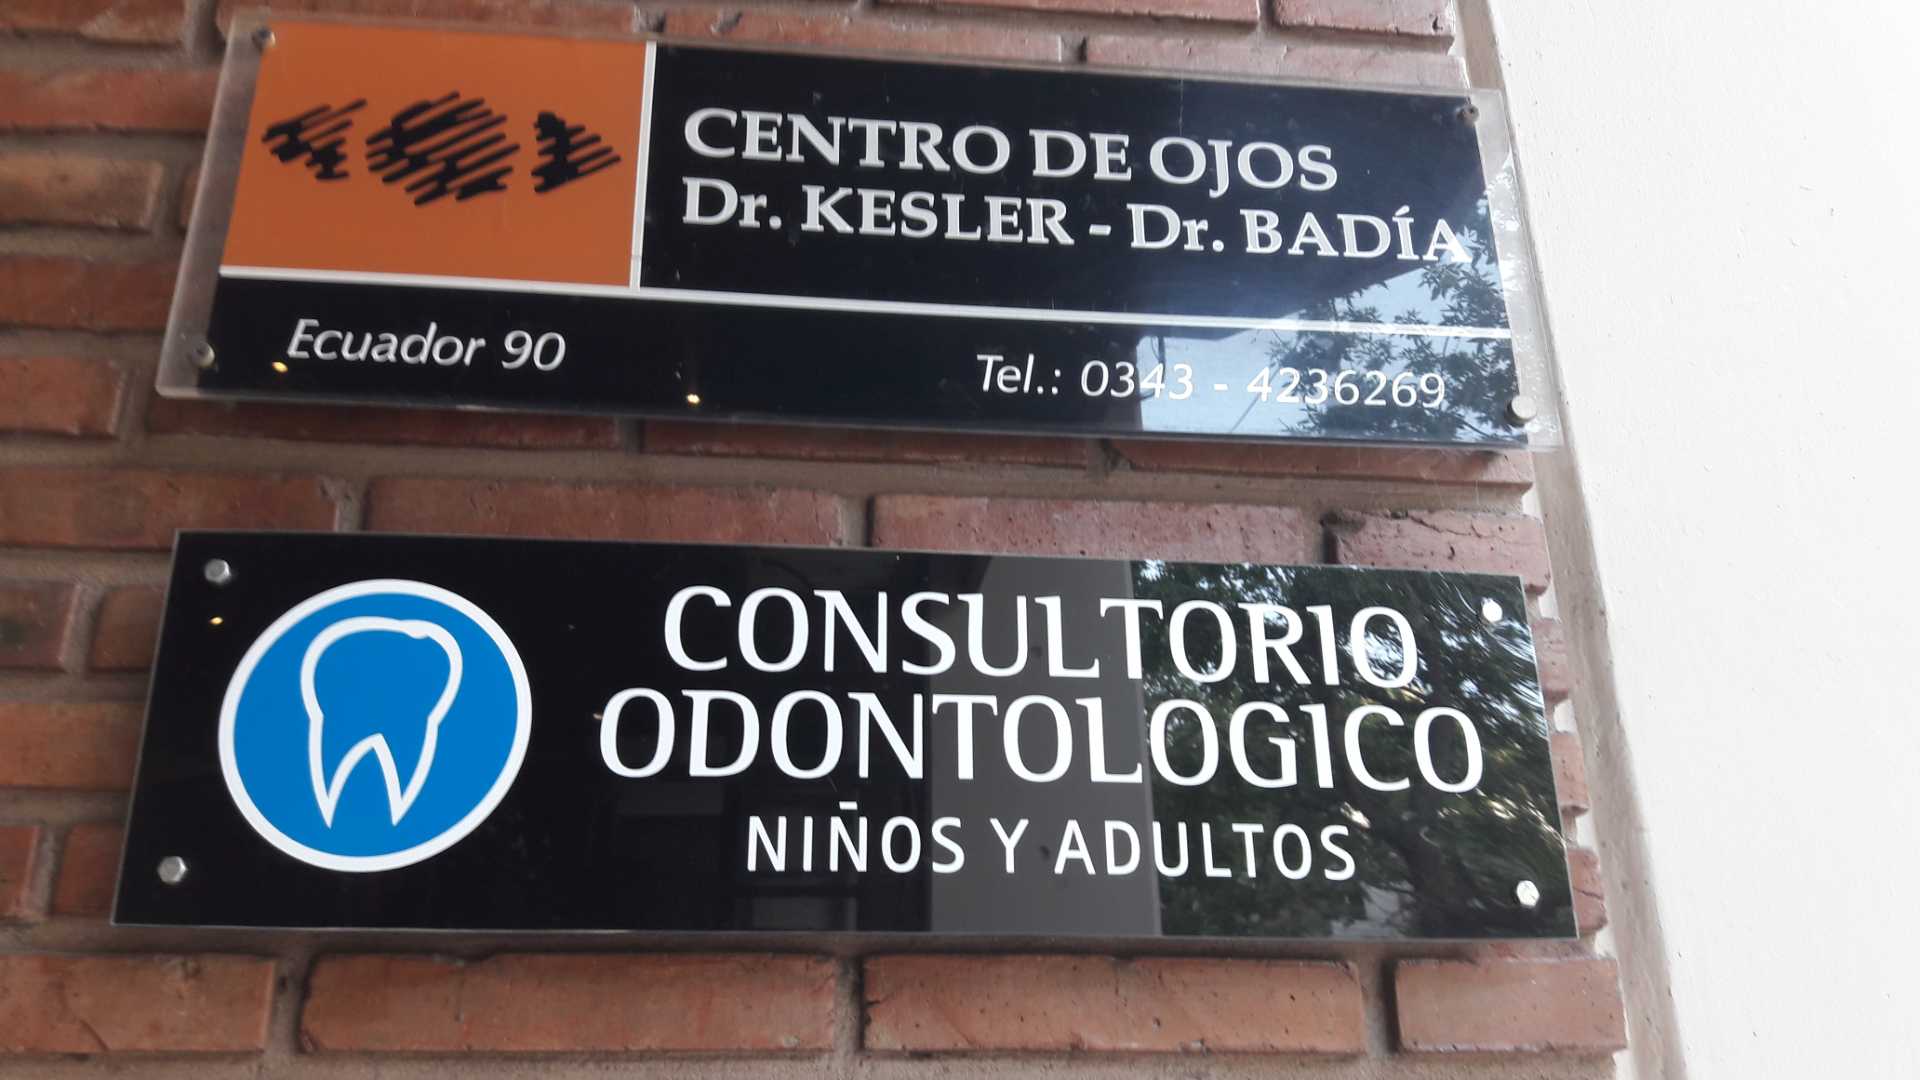 CENTRO DE OJOS
Dr. KESLER - Dr. BADÍA
Ecuador 90
Tel.: 0343 - 4236269
CONSULTORIO
ODONTOLOGICO
NIÑOS Y ADULTOS